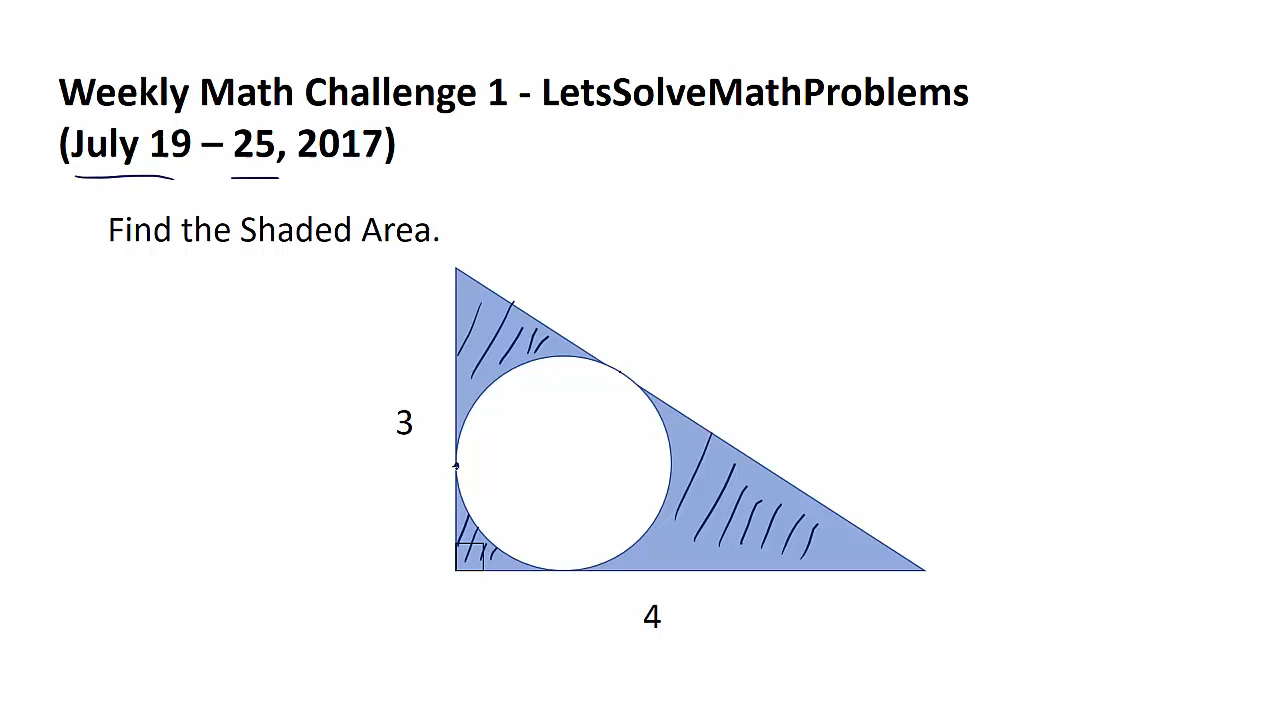 Weekly Math Challenge 1 - LetsSolveMathProblems
(July 19 – 25, 2017)
Find the Shaded Area.
3
4